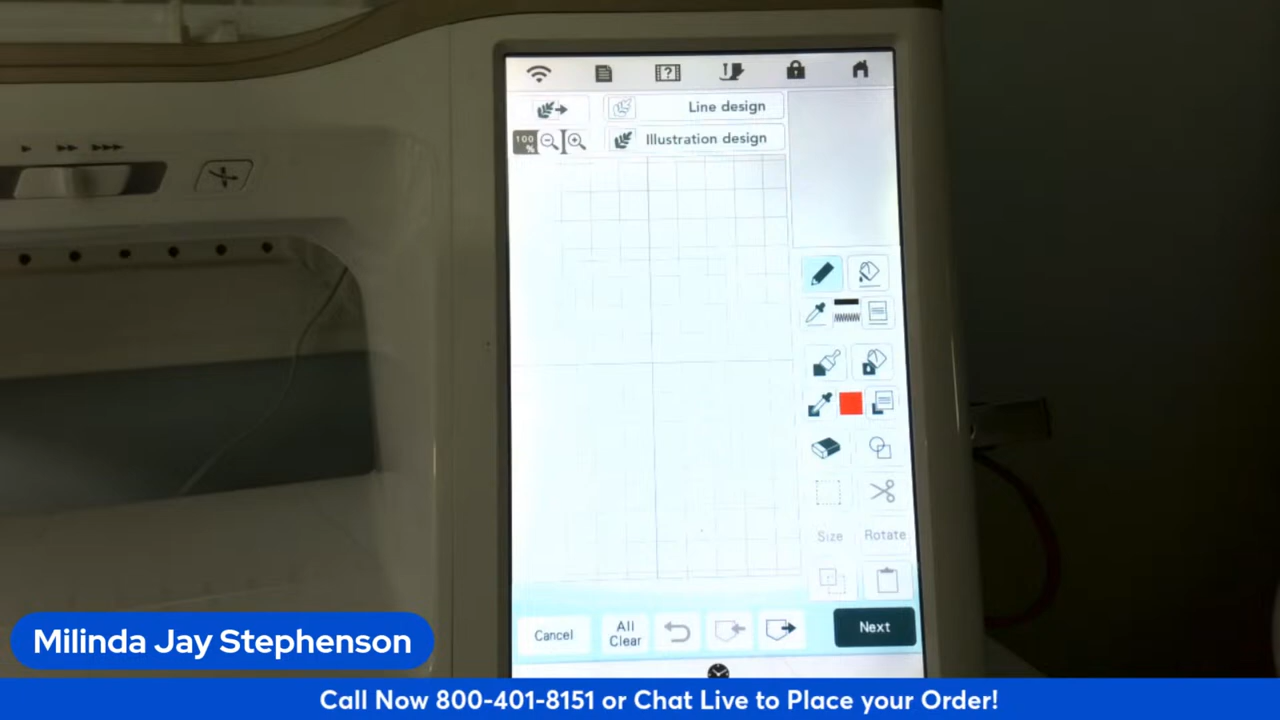 Line design
100
%
Illustration design
Size
Rotate
Cancel
All
Clear
Next
Milinda Jay Stephenson
Call Now 800-401-8151 or Chat Live to Place your Order!